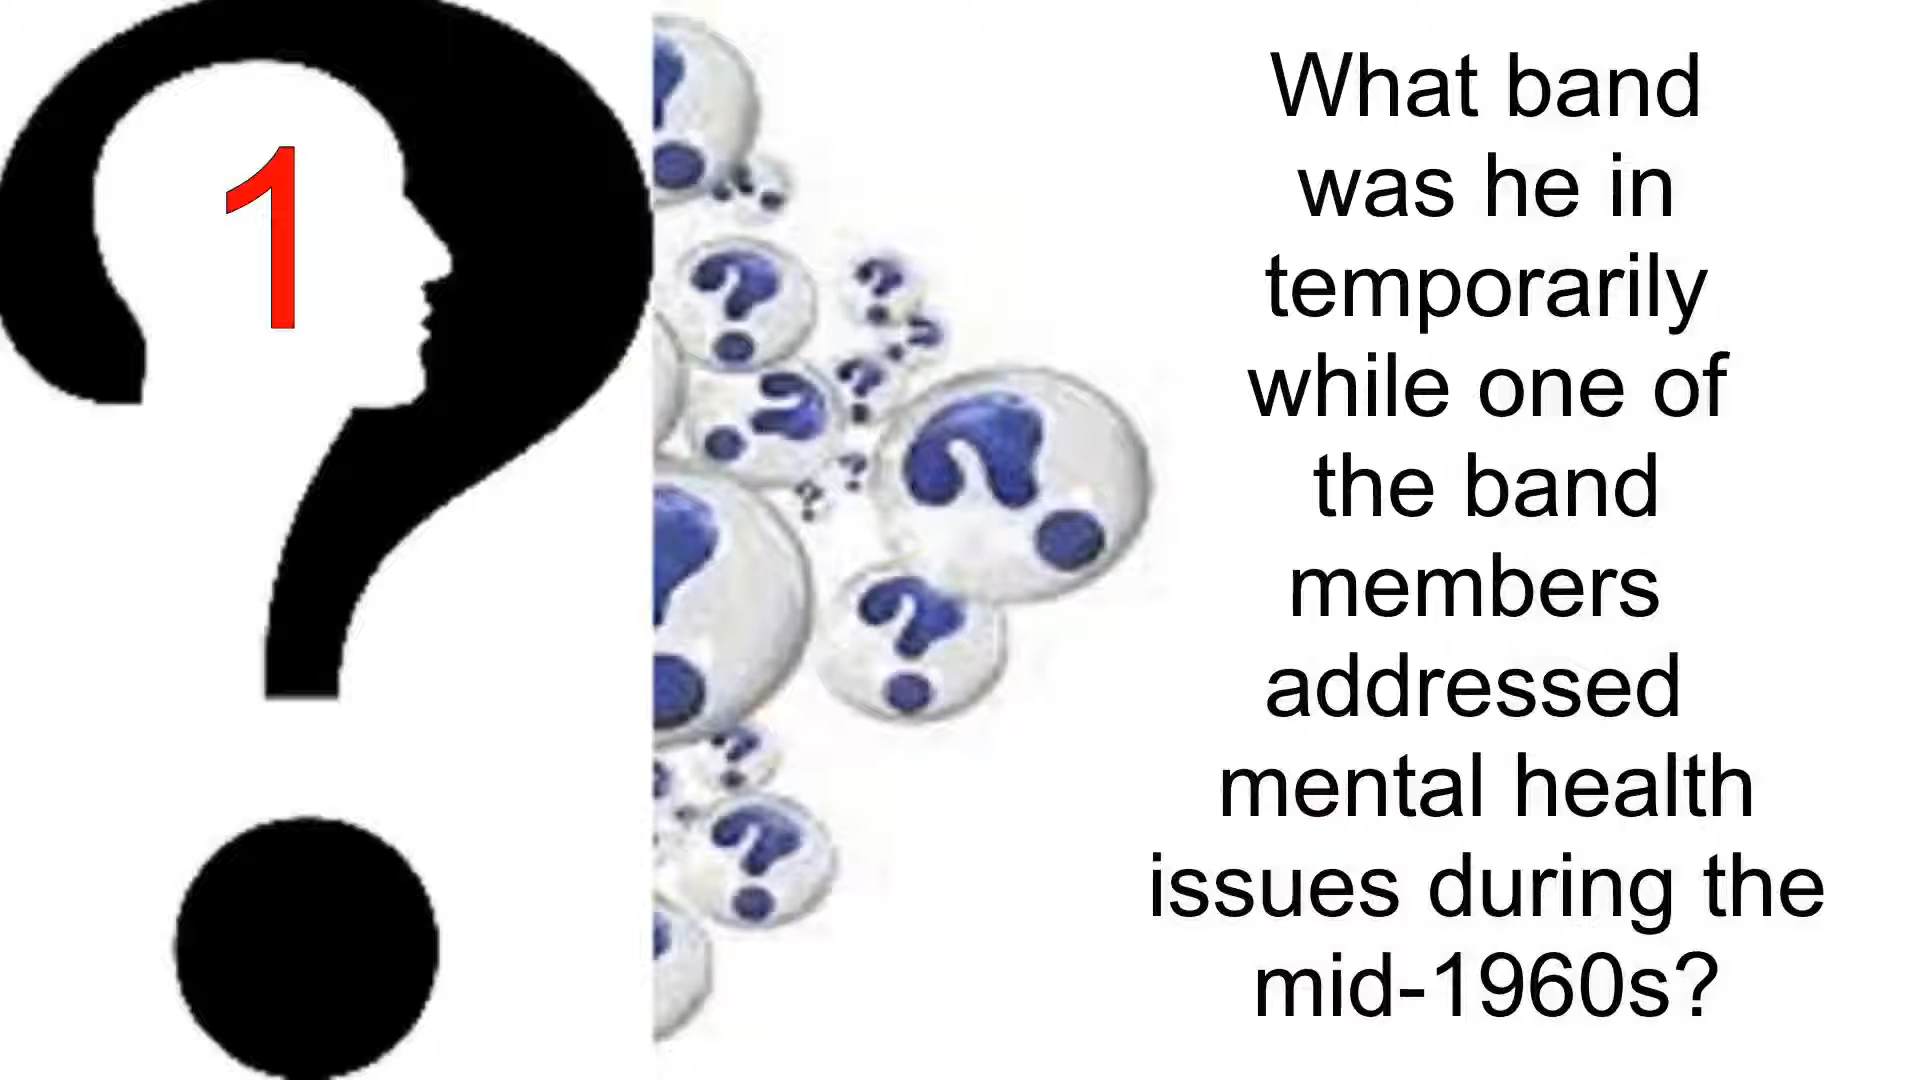 1
What band
was he in
temporarily
while one of
the band
members
addressed
mental health
issues during the
mid-1960s?